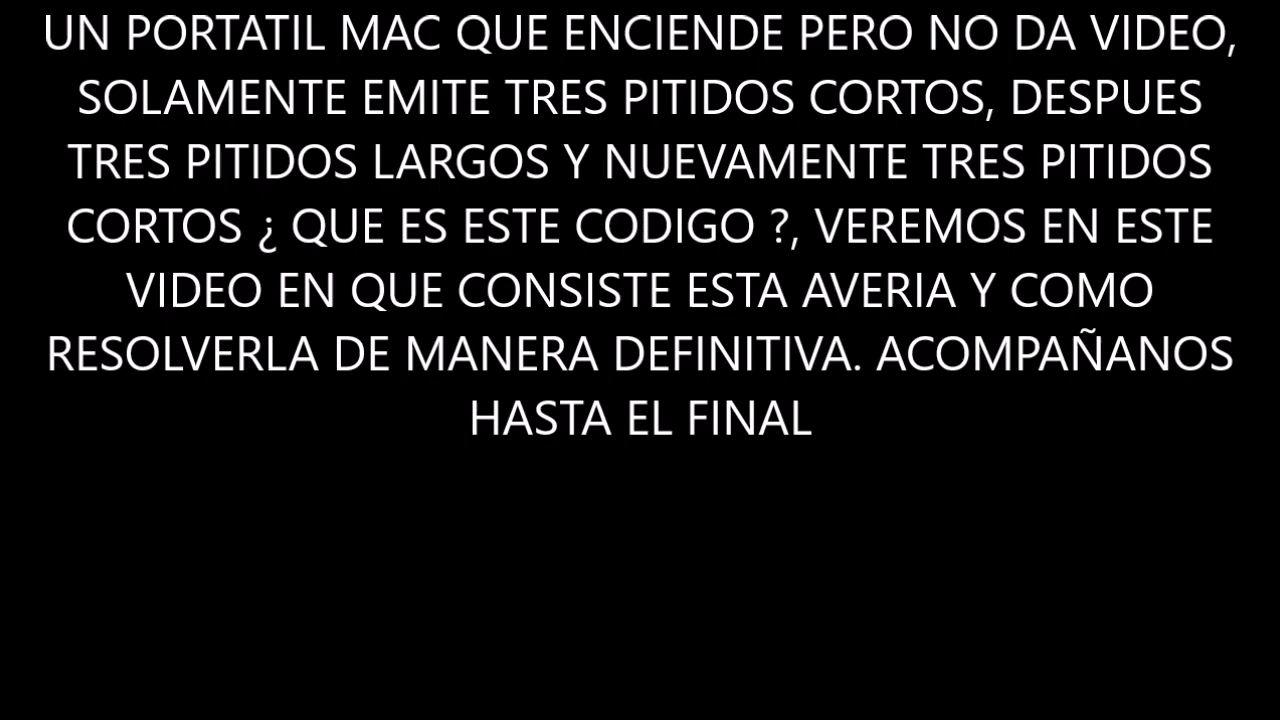 UN PORTATIL MAC QUE ENCIENDE PERO NO DA VIDEO,
SOLAMENTE EMITE TRES PITIDOS CORTOS, DESPUES
TRES PITIDOS LARGOS Y NUEVAMENTE TRES PITIDOS
CORTOS ¿ QUE ES ESTE CODIGO ?, VEREMOS EN ESTE
VIDEO EN QUE CONSISTE ESTA AVERIA Y COMO
RESOLVERLA DE MANERA DEFINITIVA. ACOMPAÑANOS
HASTA EL FINAL